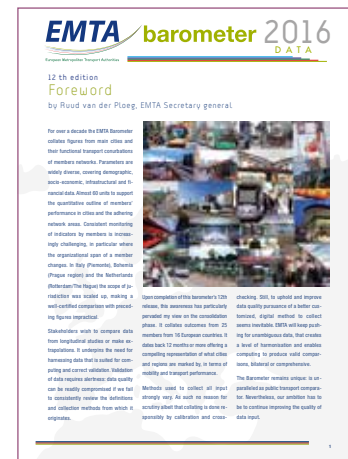 EMTA barometer 2016
DATA
European Metropolitan Transport Authorities
12 th edition
Foreword
by Ruud van der Ploeg, EMTA Secretary general
For over a decade the EMTA Barometer
collates figures from main cities and
their functional transport conurbations
of members networks. Parameters are
widely diverse, covering demographic,
socio-economic, infrastructural and fi-
nancial data. Almost 60 units to support
the quantitative outline of members'
performance in cities and the adhering
network areas. Consistent monitoring
of indicators by members is increas-
ingly challenging, in particular where
the organizational span of a member
changes. In Italy (Piemonte), Bohemia
(Prague region) and the Netherlands
(Rotterdam/The Hague) the scope of ju-
risdiction was scaled up, making a
well-certified comparison with preced-
ing figures impractical.
Stakeholders wish to compare data
from longitudinal studies or make ex-
trapolations. It underpins the need for
harnessing data that is suited for com-
puting and correct validation. Validation
of data requires alertness: data quality
can be readily compromised if we fail
to consistently review the definitions
and collection methods from which it
originates.
Upon completion of this barometer's 12th
release, this awareness has particularly
pervaded my view on the consolidation
phase. It collates outcomes from 25
members from 16 European countries. It
dates back 12 months or more offering a
compelling representation of what cities
and regions are marked by, in terms of
mobility and transport performance.
Methods used to collect all input
strongly vary. As such no reason for
scrutiny albeit that collating is done re-
sponsibly by calibration and cross-
checking. Still, to uphold and improve
data quality pursuance of a better cus-
tomized, digital method to collect
seems inevitable. EMTA will keep push-
ing for unambiguous data, that creates
a level of harmonisation and enables
computing to produce valid compar-
isons, bilateral or comprehensive.
The Barometer remains unique: is un-
paralleled as public transport compara-
tor. Nevertheless, our ambition has to
be to continue improving the quality of
data input.
1